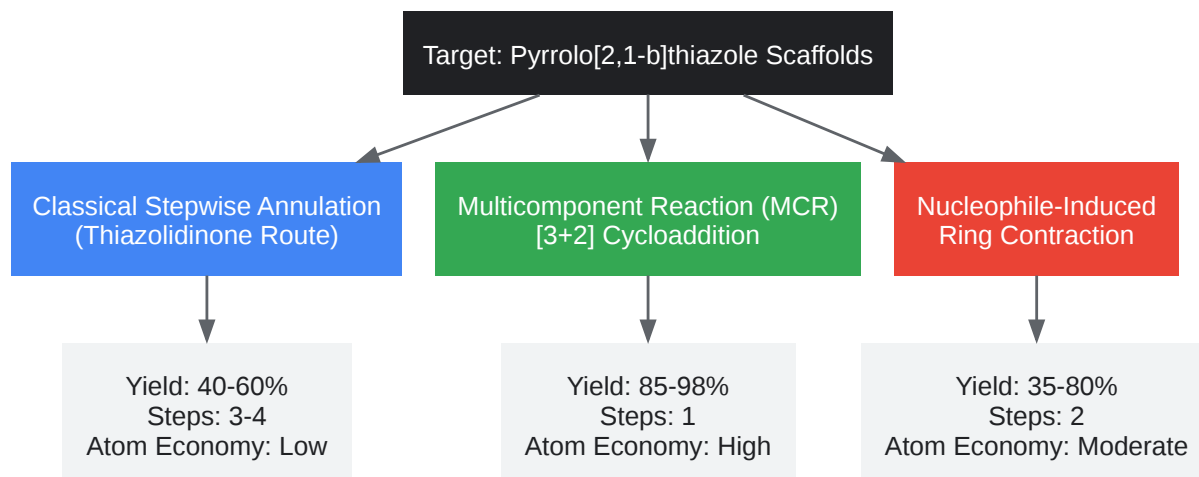 Target: Pyrrolo[2,1-b]thiazole Scaffolds
Classical Stepwise Annulation
(Thiazolidinone Route)
Multicomponent Reaction (MCR)
[3+2] Cycloaddition
Nucleophile-Induced
Ring Contraction
Yield: 40-60%
Steps: 3-4
Atom Economy: Low
Yield: 85-98%
Steps: 1
Atom Economy: High
Yield: 35-80%
Steps: 2
Atom Economy: Moderate